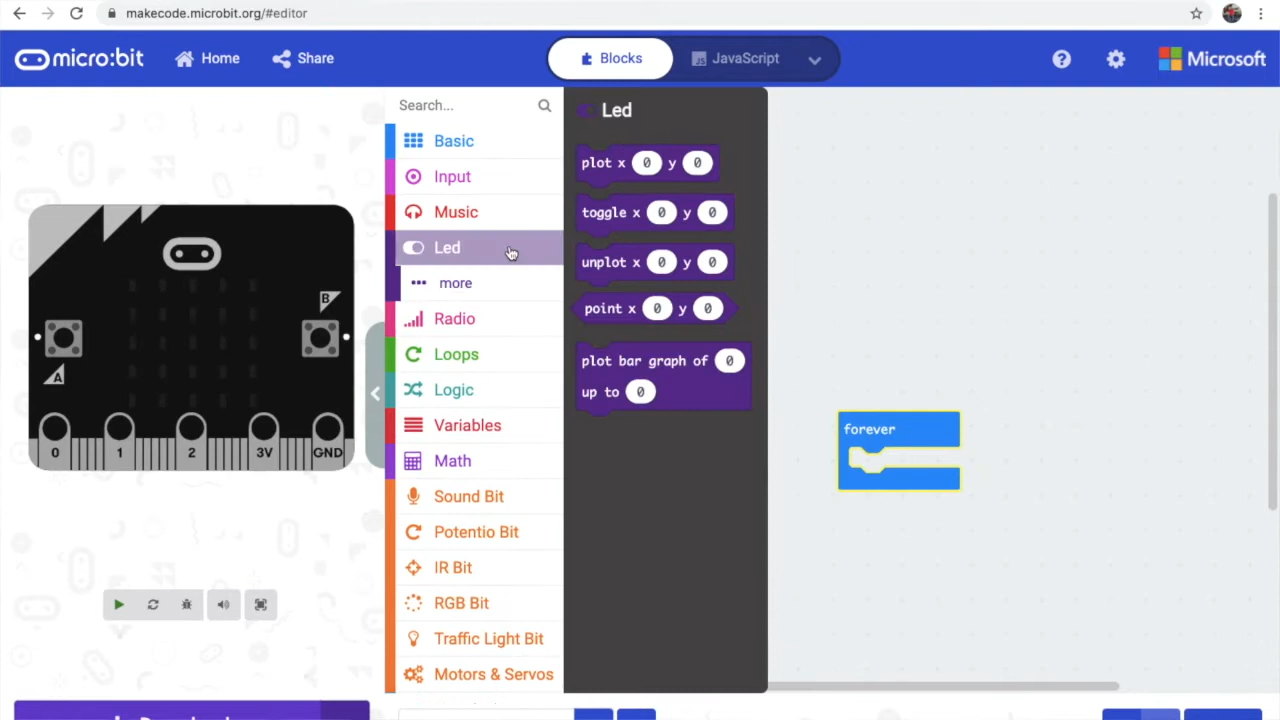 makecode.microbit.org/#editor
micro:bit
Home
Share
Blocks
JavaScript
Microsoft
Search...
Basic
Input
Music
Led
more
Radio
Loops
Logic
Variables
Math
Sound Bit
Potentio Bit
IR Bit
RGB Bit
Traffic Light Bit
Motors & Servos
Led
plot x 0 y 0
toggle x 0 y 0
unplot x 0 y 0
point x 0 y 0
plot bar graph of 0
up to 0
forever
B
A
0 1 2 3V GND